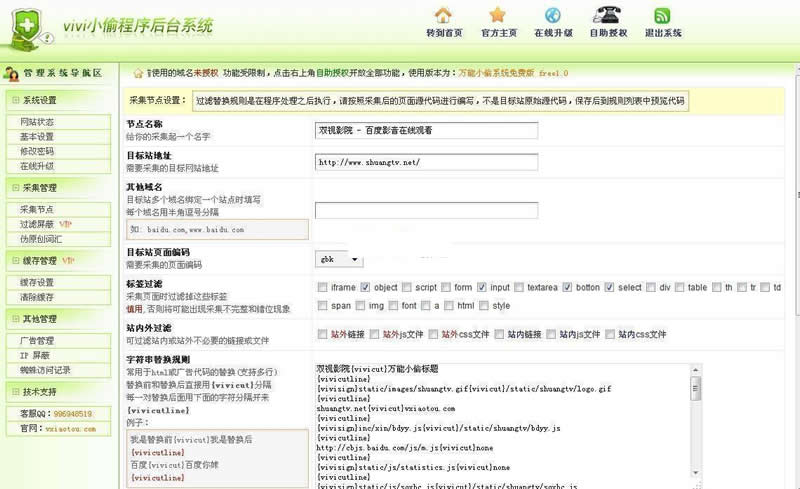 vivi小偷程序后台系统
转到首页
官方主页
在线升级
自助授权
退出系统
管理系统导航区
使用的域名未授权 功能受限制，点击右上角自助授权开放全部功能，使用版本为：万能小偷系统免费版 free1.0
系统设置
网站状态
基本设置
修改密码
在线升级
采集管理
采集节点
过滤屏蔽 VIP
伪原创词汇
缓存管理 VIP
缓存设置
清除缓存
其他管理
广告管理
IP 屏蔽
蜘蛛访问记录
技术支持
客服QQ：996948519
官网：vxiaotou.com
采集节点设置：
过滤替换规则是在程序处理之后执行，请按照采集后的页面源代码进行编写，不是目标站原始源代码，保存后到规则列表中预览代码
节点名称
给你的采集起一个名字
双视影院 - 百度影音在线观看
目标站地址
需要采集的目标网站地址
http://www.shuangtv.net/
其他域名
目标站多个域名绑定一个站点时填写
每个域名用半角逗号分隔
如: baidu.com,www.baidu.com
目标站页面编码
需要采集的页面编码
gbk
标签过滤
采集页面时过滤掉这些标签
慎用,否则将可能出现采集不完整和错位现象
iframe object script form input textarea botton select div table th tr td
span img font a html style
站内外过滤
可过滤站内或站外不必要的链接或文件
站外链接 站外js文件 站外css文件 站内链接 站内js文件 站内css文件
字符串替换规则
常用于html或广告代码的替换(支持多行)
替换前和替换后直接用{vivicut}分隔
每一对替换后面用下面的字符分隔开来
{vivicutline}
例子：
我是替换前{vivicut}我是替换后
{vivicutline}
百度{vivicut}百度你妹
{vivicutline}
双视影院{vivicut}万能小偷标题
{vivicutline}
{vivisign}static/images/shuangtv.gif{vivicut}/static/shuangtv/logo.gif
{vivicutline}
shuangtv.net{vivicut}vxiaotou.com
{vivicutline}
{vivisign}inc/xin/bdyy.js{vivicut}/static/shuangtv/bdyy.js
{vivicutline}
http://cbjs.baidu.com/js/m.js{vivicut}none
{vivicutline}
{vivisign}static/js/statistics.js{vivicut}none
{vivicutline}